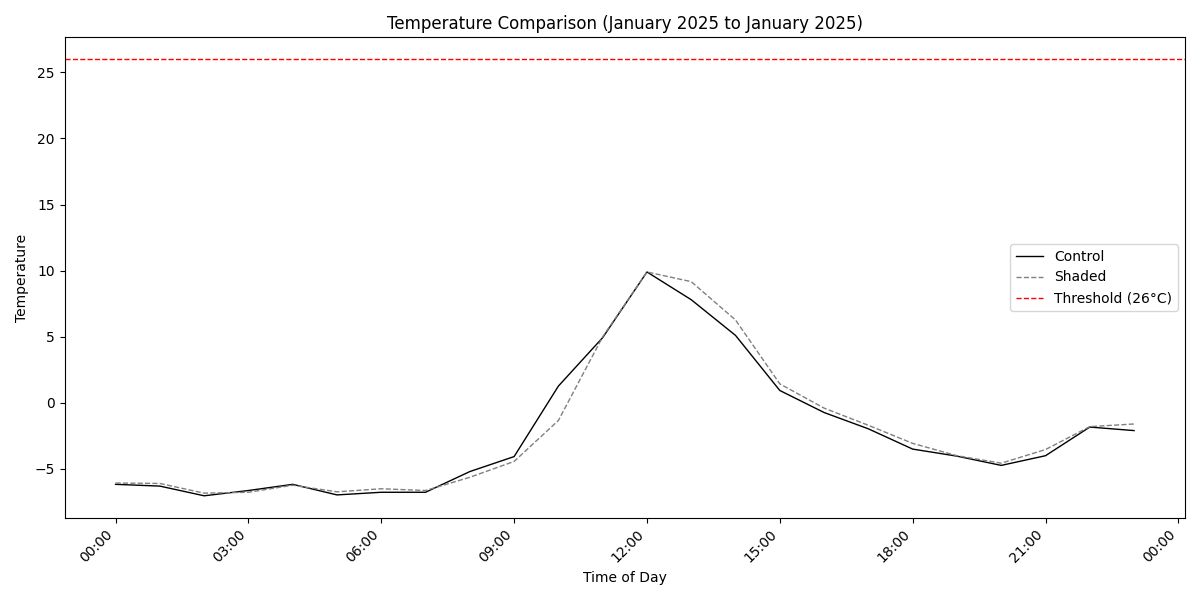 Temperature Comparison (January 2025 to January 2025)
Temperature
25
20
15
10
5
0
−5
Control
Shaded
Threshold (26°C)
00:00
03:00
06:00
09:00
12:00
15:00
18:00
21:00
00:00
Time of Day